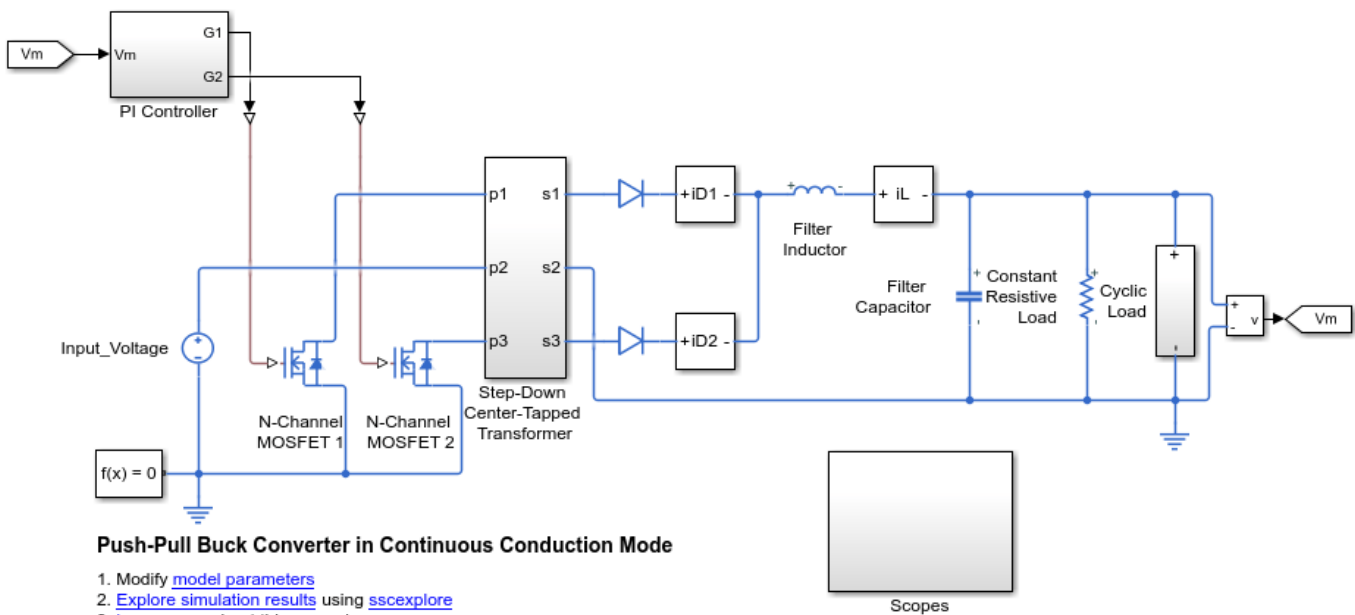 G1
Vm
Vm
G2
PI Controller
p1
s1
+iD1 -
+ -
+ iL -
Filter
Inductor
p2
s2
+
Filter
Capacitor
-
+
Constant
Resistive
Load
-
Cyclic
Load
+
-
+
-
v
Vm
Input_Voltage
+
-
p3
s3
+iD2 -
Step-Down
Center-Tapped
Transformer
N-Channel
MOSFET 1
N-Channel
MOSFET 2
f(x) = 0
Push-Pull Buck Converter in Continuous Conduction Mode
1. Modify model parameters
2. Explore simulation results using sscexplore
Scopes